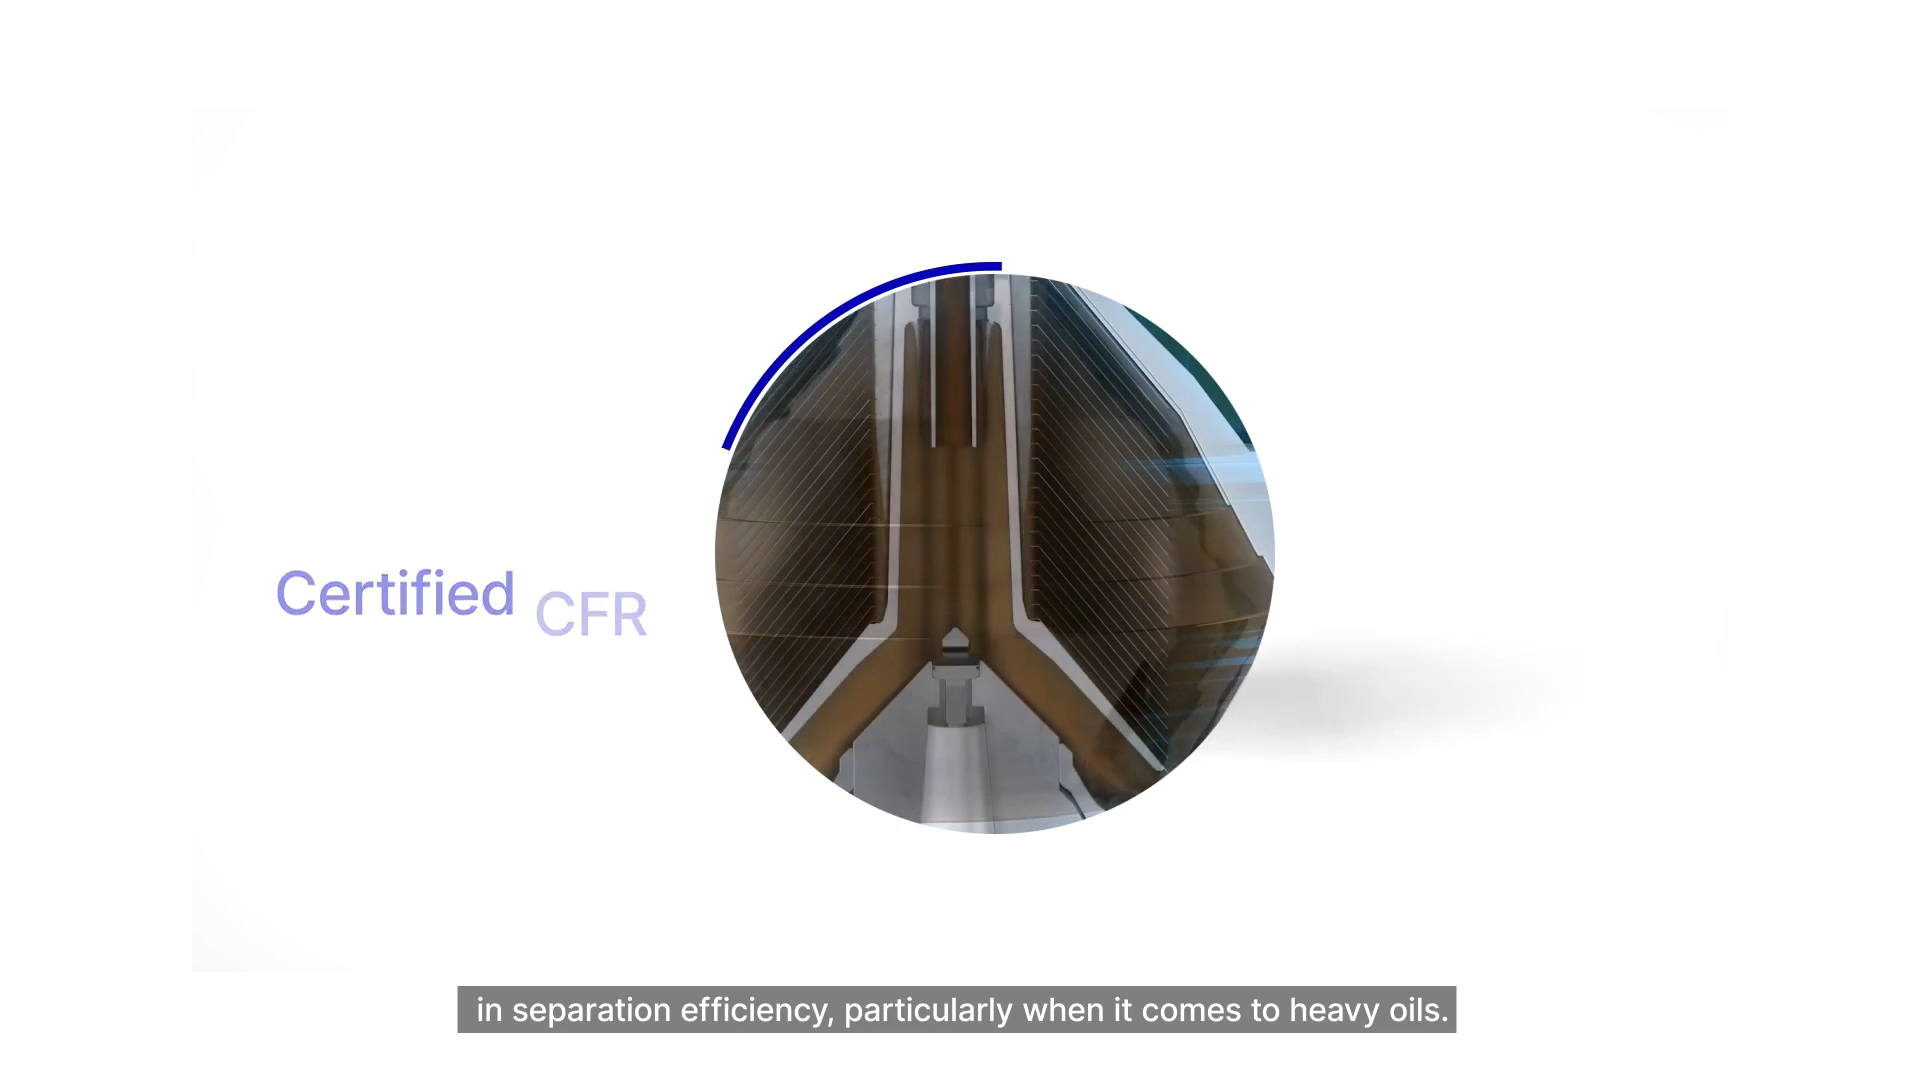 Certified CFR
in separation efficiency, particularly when it comes to heavy oils.